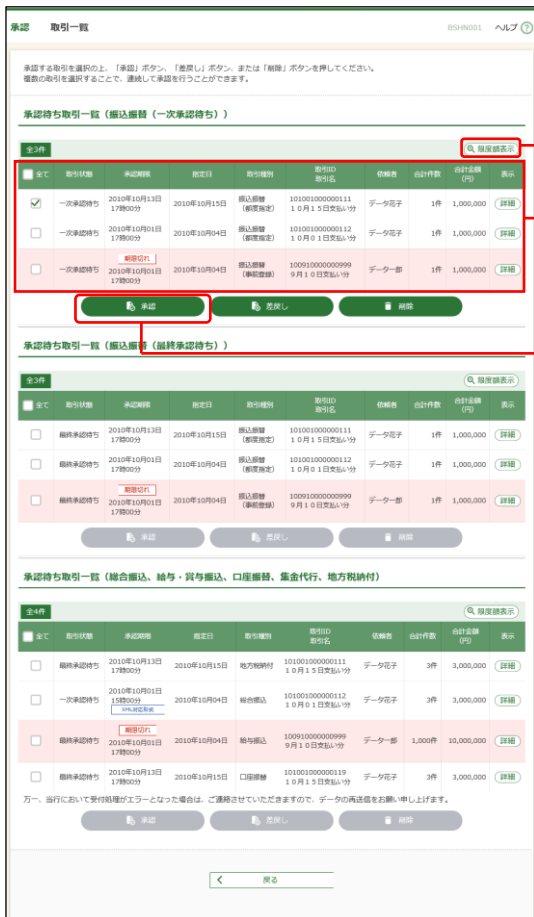 承認 取引一覧 BSHN001 ヘルプ ?
承認する取引を選択の上、「承認」ボタン、「差戻し」ボタン、または「削除」ボタンを押してください。
複数の取引を選択することで、連続して承認を行うことができます。
承認待ち取引一覧（振込振替（一次承認待ち））
全3件 限度額表示
全て 取引状態 承認期限 指定日 取引種別 取引ID 取引名 依頼者 合計件数 合計金額 (円) 表示
一次承認待ち 2010年10月13日 17時00分 2010年10月15日 振込振替 (都度指定) 101001000000111 １０月１５日支払い分 データ花子 1件 1,000,000 詳細
一次承認待ち 2010年10月01日 17時00分 2010年10月04日 振込振替 (都度指定) 101001000000112 １０月０１日支払い分 データ花子 1件 1,000,000 詳細
一次承認待ち 期限切れ 2010年10月01日 17時00分 2010年10月04日 振込振替 (事前登録) 100910000000999 ９月１０日支払い分 データ一郎 1件 1,000,000 詳細
承認 差戻し 削除
承認待ち取引一覧（振込振替（最終承認待ち））
全3件 限度額表示
全て 取引状態 承認期限 指定日 取引種別 取引ID 取引名 依頼者 合計件数 合計金額 (円) 表示
最終承認待ち 2010年10月13日 17時00分 2010年10月15日 振込振替 (都度指定) 101001000000111 １０月１５日支払い分 データ花子 1件 1,000,000 詳細
最終承認待ち 2010年10月01日 17時00分 2010年10月04日 振込振替 (都度指定) 101001000000112 １０月０１日支払い分 データ花子 1件 1,000,000 詳細
最終承認待ち 期限切れ 2010年10月01日 17時00分 2010年10月04日 振込振替 (事前登録) 100910000000999 ９月１０日支払い分 データ一郎 1件 1,000,000 詳細
承認 差戻し 削除
承認待ち取引一覧（総合振込、給与・賞与振込、口座振替、集金代行、地方税納付）
全4件 限度額表示
全て 取引状態 承認期限 指定日 取引種別 取引ID 取引名 依頼者 合計件数 合計金額 (円) 表示
最終承認待ち 2010年10月13日 17時00分 2010年10月15日 地方税納付 101001000000111 １０月１５日支払い分 データ花子 3件 3,000,000 詳細
一次承認待ち 2010年10月01日 15時00分 2010年10月04日 総合振込 101001000000112 １０月０１日支払い分 データ花子 3件 3,000,000 詳細
最終承認待ち 期限切れ 2010年10月01日 17時00分 2010年10月04日 給与振込 100910000000999 ９月１０日支払い分 データ一郎 1,000件 10,000,000 詳細
最終承認待ち 2010年10月13日 17時00分 2010年10月15日 口座振替 101001000000119 １０月１５日支払い分 データ花子 3件 3,000,000 詳細
万一、当行において受付処理がエラーとなった場合は、ご連絡させていただきますので、データの再送信をお願い申し上げます。
承認 差戻し 削除
戻る